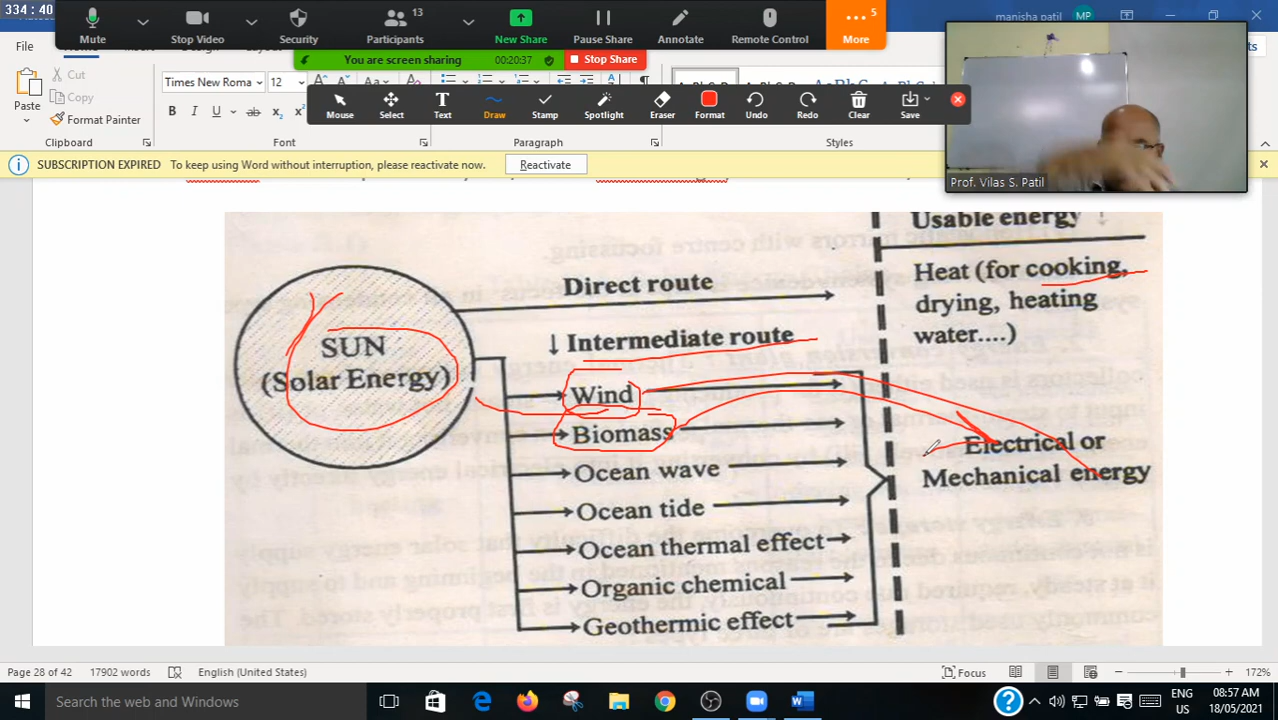 334 : 40
Mute
Stop Video
Security
13
Participants
New Share
Pause Share
Annotate
Remote Control
5
More
manisha patil
MP
You are screen sharing
00:20:37
Stop Share
File
Cut
Copy
Paste
Format Painter
Clipboard
Times New Roma
12
B I U ab x₂ x
Font
Paragraph
Styles
Mouse
Select
Text
Draw
Stamp
Spotlight
Eraser
Format
Undo
Redo
Clear
Save
SUBSCRIPTION EXPIRED To keep using Word without interruption, please reactivate now.
Reactivate
Prof. Vilas S. Patil
Usable energy ↓
Direct route
Heat (for cooking,
drying, heating
water....)
SUN
(Solar Energy)
↓ Intermediate route
Wind
Biomass
Ocean wave
Ocean tide
Ocean thermal effect
Organic chemical
Geothermic effect
Electrical or
Mechanical energy
Page 28 of 42
17902 words
English (United States)
Focus
172%
Search the web and Windows
ENG
US
08:57 AM
18/05/2021